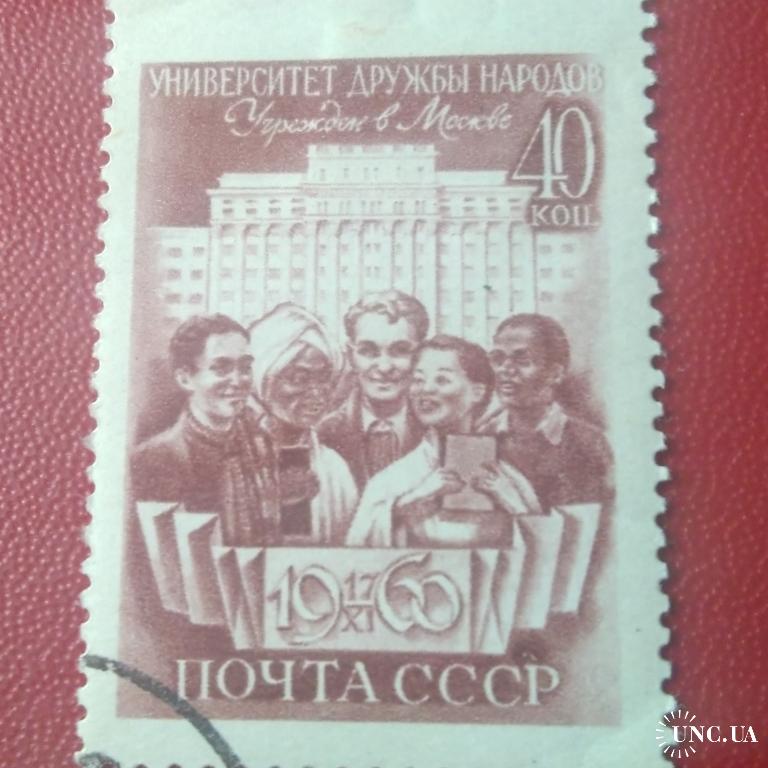 УНИВЕРСИТЕТ ДРУЖБЫ НАРОДОВ
Учрежден в Москве
40
КОП.
19 17 60
XI
ПОЧТА СССР
UNC.UA